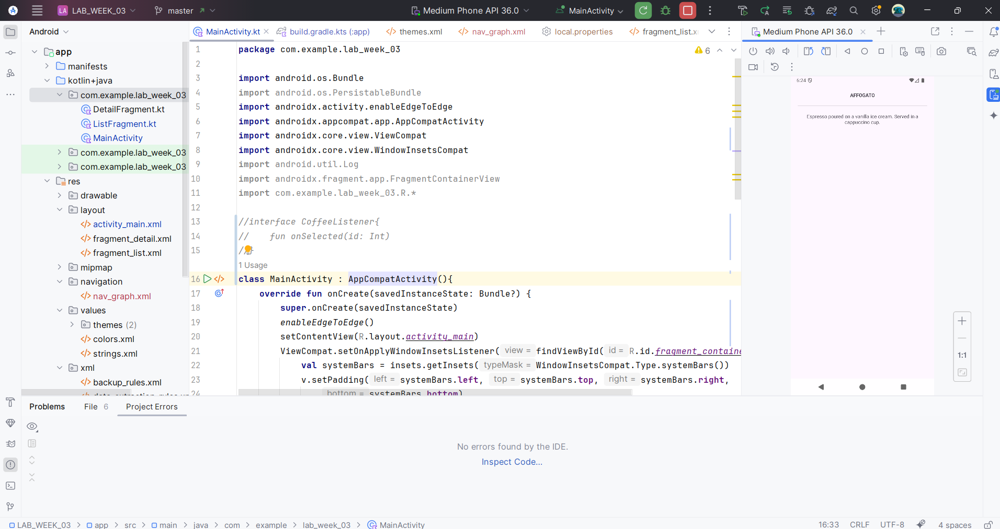 LA LAB_WEEK_03 master Medium Phone API 36.0 MainActivity
Android
app
manifests
kotlin+java
com.example.lab_week_03
DetailFragment.kt
ListFragment.kt
MainActivity
com.example.lab_week_03
com.example.lab_week_03
res
drawable
layout
activity_main.xml
fragment_detail.xml
fragment_list.xml
mipmap
navigation
nav_graph.xml
values
themes (2)
colors.xml
strings.xml
xml
backup_rules.xml
MainActivity.kt build.gradle.kts (:app) themes.xml nav_graph.xml local.properties fragment_list.x
6
1 package com.example.lab_week_03
2
3 import android.os.Bundle
4 import android.os.PersistableBundle
5 import androidx.activity.enableEdgeToEdge
6 import androidx.appcompat.app.AppCompatActivity
7 import androidx.core.view.ViewCompat
8 import androidx.core.view.WindowInsetsCompat
9 import android.util.Log
10 import androidx.fragment.app.FragmentContainerView
11 import com.example.lab_week_03.R.*
12
13 //interface CoffeeListener{
14 //    fun onSelected(id: Int)
15 //}
1 Usage
16 class MainActivity : AppCompatActivity(){
17 override fun onCreate(savedInstanceState: Bundle?) {
18 super.onCreate(savedInstanceState)
19 enableEdgeToEdge()
20 setContentView(R.layout.activity_main)
21 ViewCompat.setOnApplyWindowInsetsListener( view = findViewById( id = R.id.fragment_containe
22 val systemBars = insets.getInsets( typeMask = WindowInsetsCompat.Type.systemBars())
23 v.setPadding( left = systemBars.left, top = systemBars.top, right = systemBars.right,
24 bottom = systemBars.bottom)
Medium Phone API 36.0
6:24
AFFOGATO
Espresso poured on a vanilla ice cream. Served in a
cappuccino cup.
1:1
Problems File 6 Project Errors
No errors found by the IDE.
Inspect Code...
LAB_WEEK_03 > app > src > main > java > com > example > lab_week_03 > MainActivity 16:33 CRLF UTF-8 4 spaces